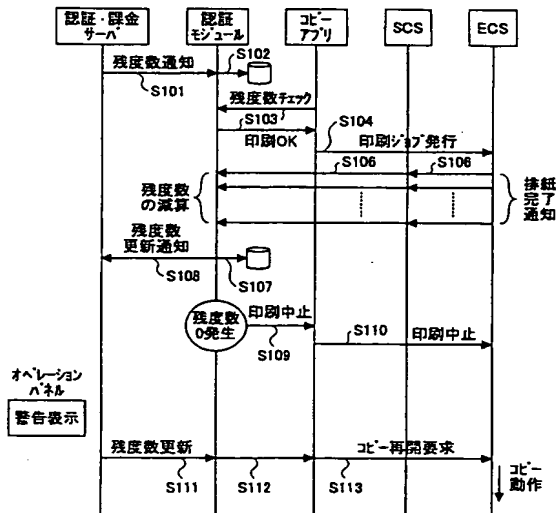 認証・課金
サーバ
認証
モジュール
コピー
アプリ
SCS
ECS
残度数通知
S101
S102
残度数チェック
S103
印刷OK
S104
印刷ジョブ発行
S106
S106
残度数
の減算
排紙
完了
通知
残度数
更新通知
S108
S107
残度数
0発生
印刷中止
S109
S110
印刷中止
オペレーション
パネル
警告表示
残度数更新
S111
S112
コピー再開要求
S113
コピー
動作